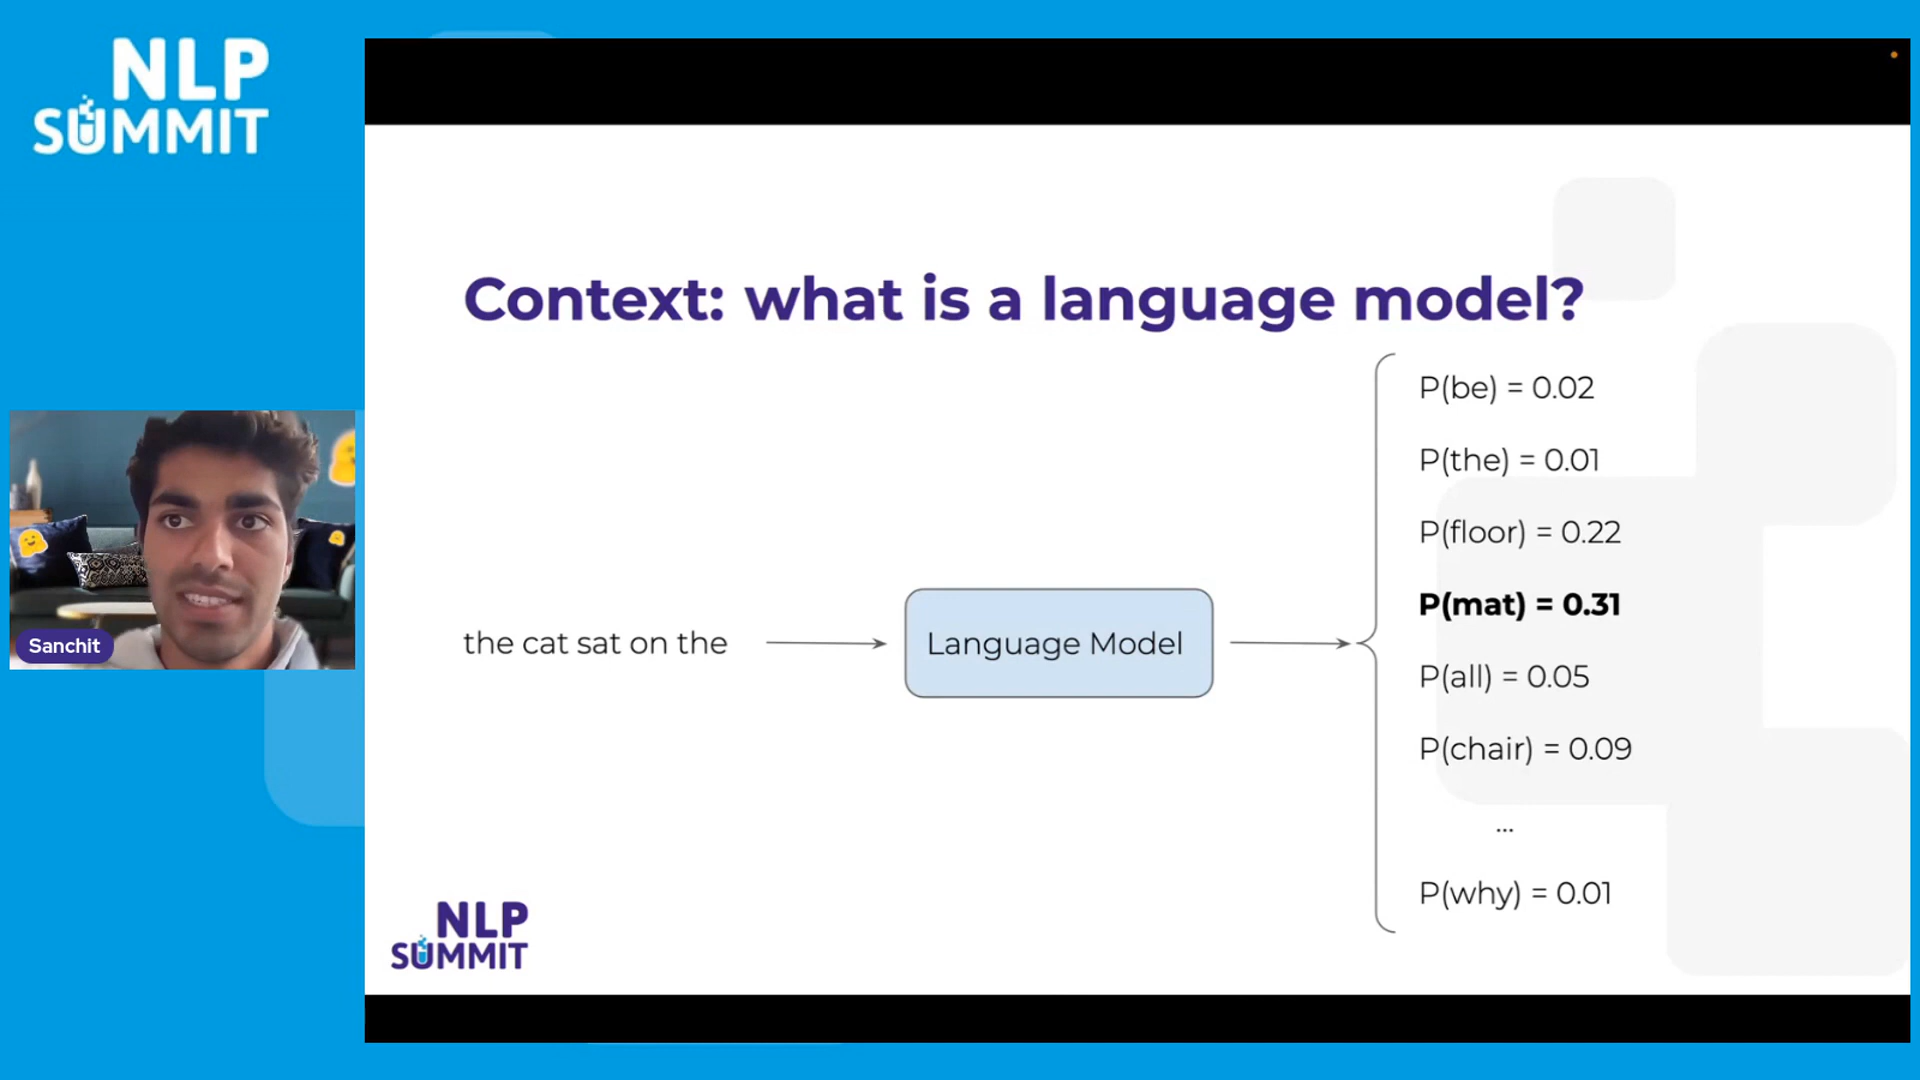 NLP
SUMMIT
Context: what is a language model?
P(be) = 0.02
P(the) = 0.01
P(floor) = 0.22
P(mat) = 0.31
the cat sat on the
Language Model
P(all) = 0.05
P(chair) = 0.09
...
P(why) = 0.01
Sanchit
NLP
SUMMIT